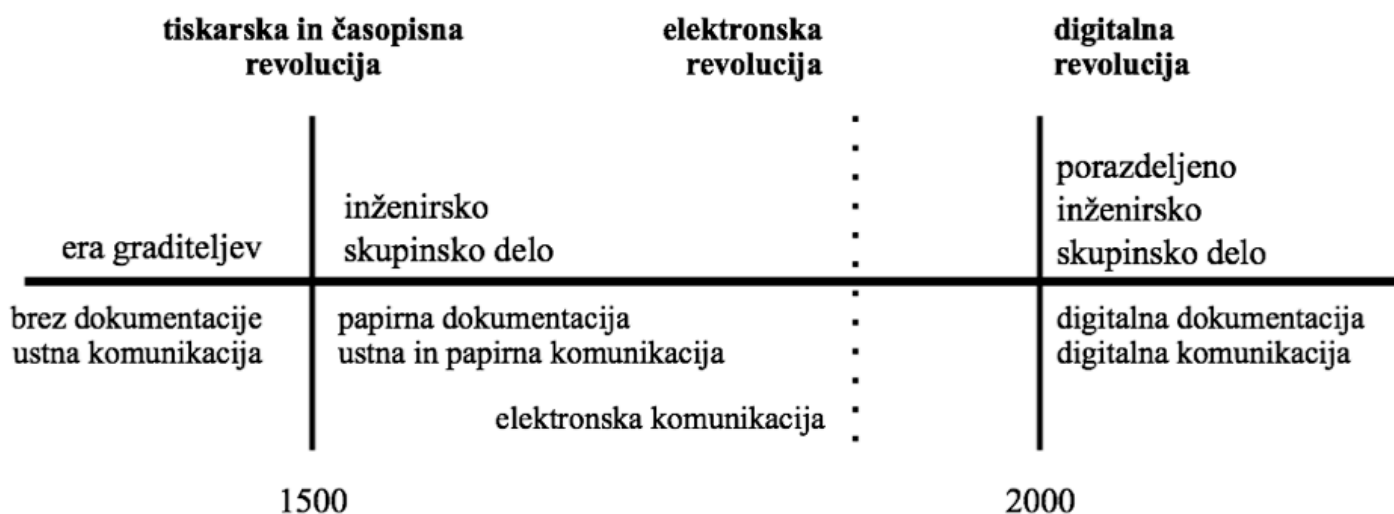 tiskarska in časopisna
revolucija
elektronska
revolucija
digitalna
revolucija
era graditeljev
inženirsko
skupinsko delo
porazdeljeno
inženirsko
skupinsko delo
brez dokumentacije
ustna komunikacija
papirna dokumentacija
ustna in papirna komunikacija
elektronska komunikacija
digitalna dokumentacija
digitalna komunikacija
1500
2000